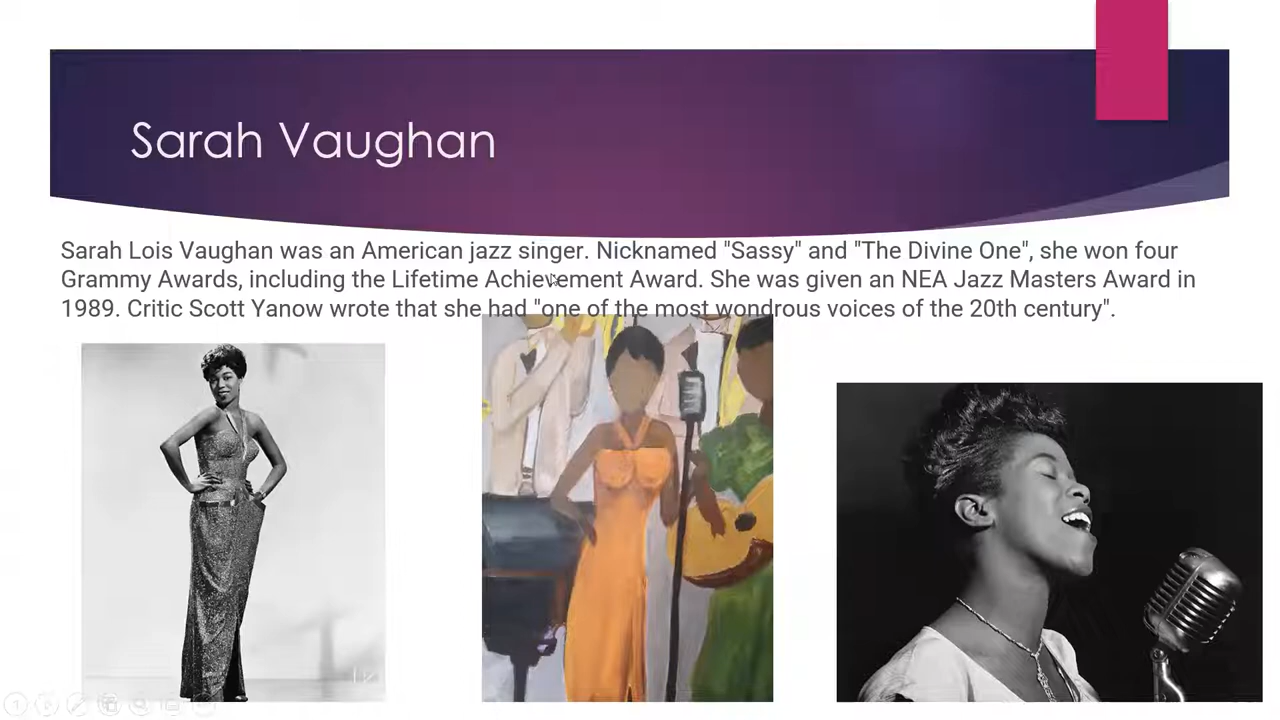 Sarah Vaughan
Sarah Lois Vaughan was an American jazz singer. Nicknamed "Sassy" and "The Divine One", she won four
Grammy Awards, including the Lifetime Achievement Award. She was given an NEA Jazz Masters Award in
1989. Critic Scott Yanow wrote that she had "one of the most wondrous voices of the 20th century".